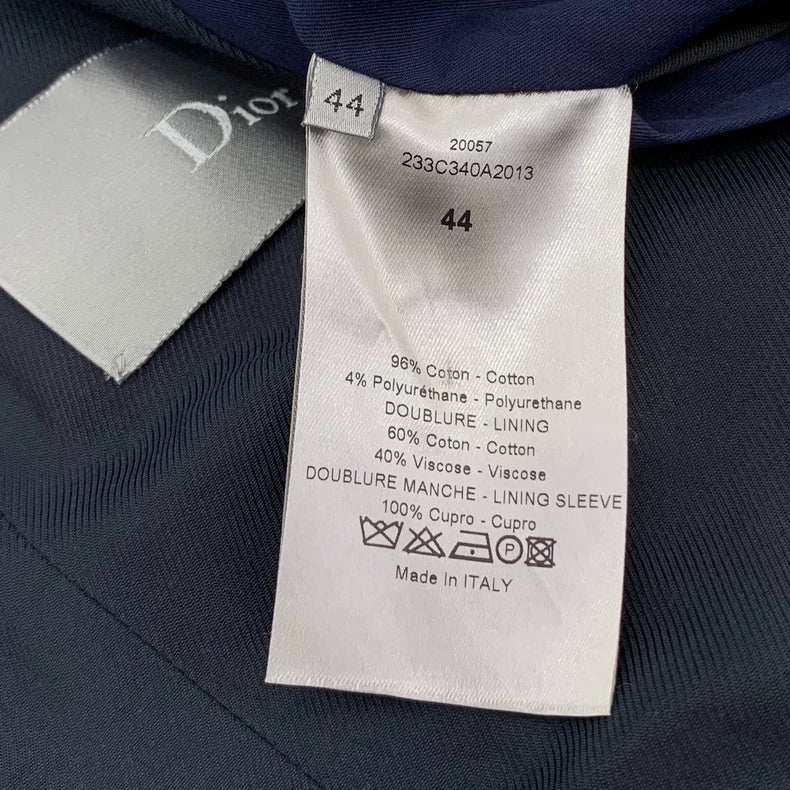 Dior
44
20057
233C340A2013
44
96% Coton - Cotton
4% Polyuréthane - Polyurethane
DOUBLURE - LINING
60% Coton - Cotton
40% Viscose - Viscose
DOUBLURE MANCHE - LINING SLEEVE
100% Cupro - Cupro
P
Made In ITALY